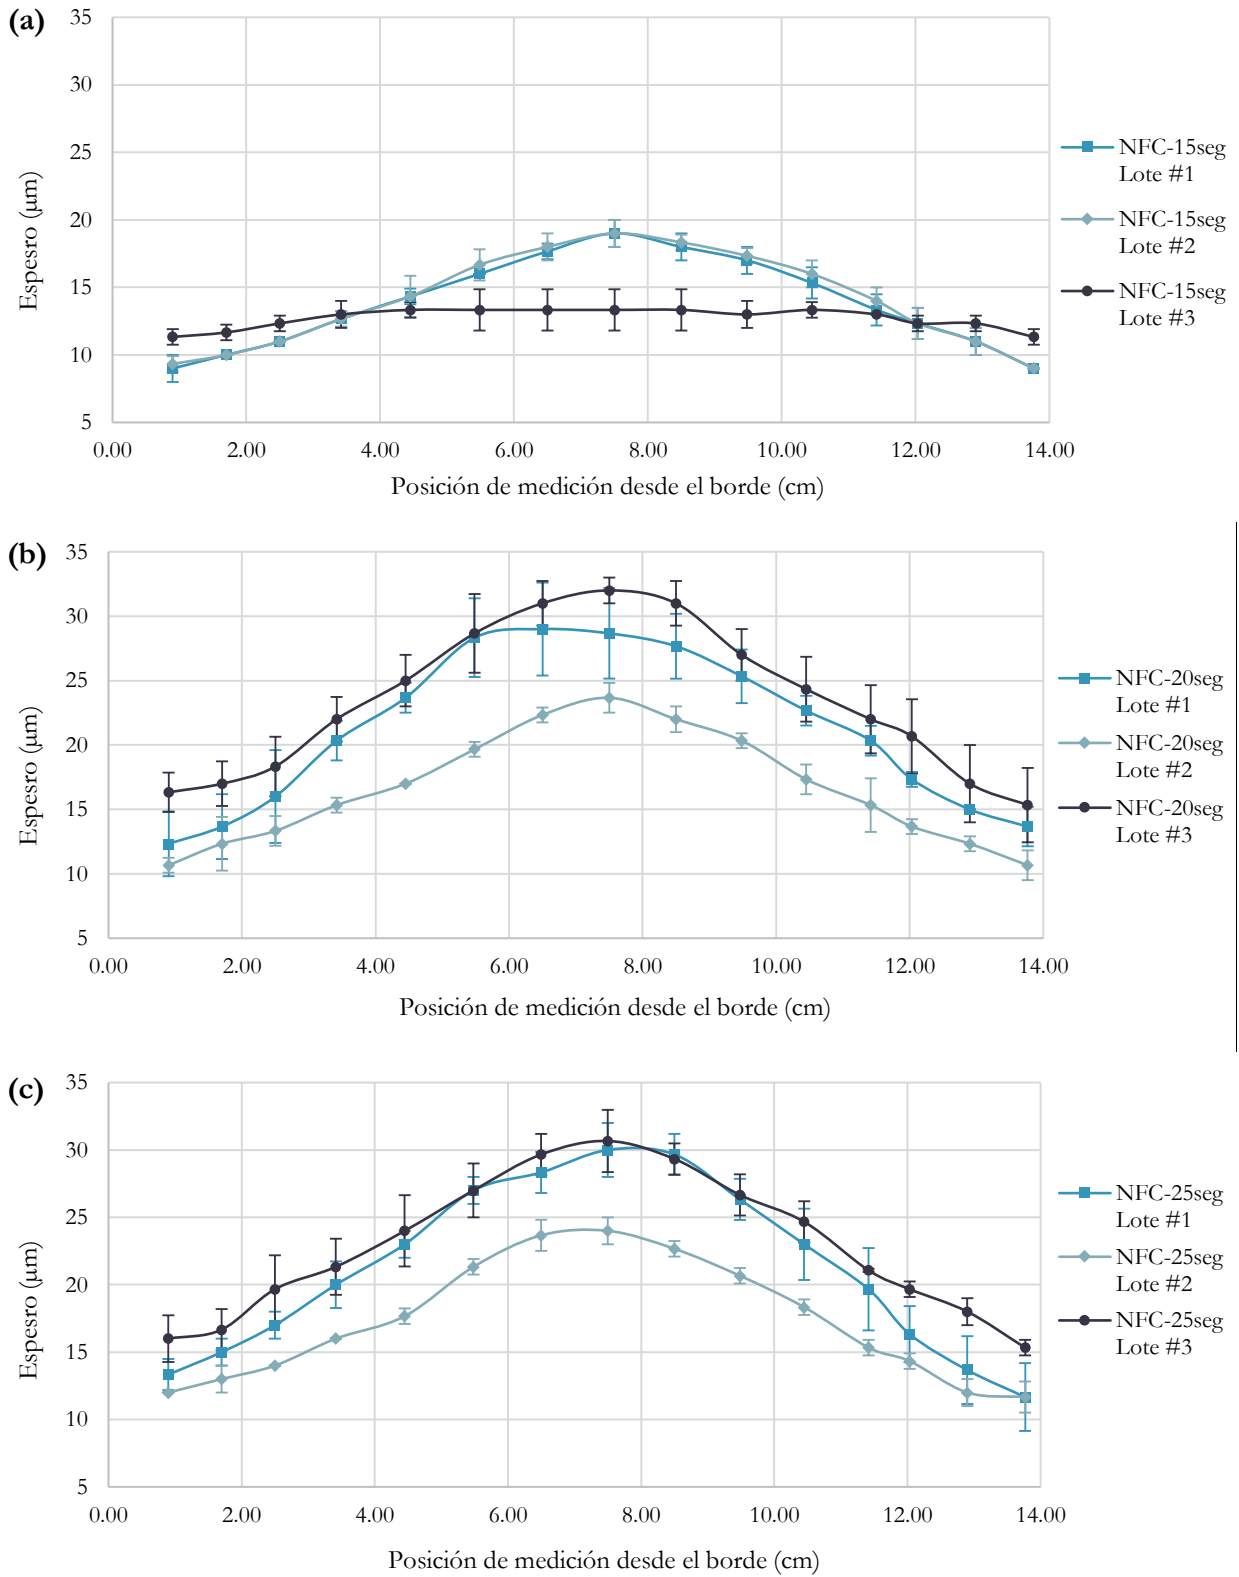 (a)
35
30
25
20
15
10
5
Espesro (µm)
0.00 2.00 4.00 6.00 8.00 10.00 12.00 14.00
Posición de medición desde el borde (cm)
NFC-15seg
Lote #1
NFC-15seg
Lote #2
NFC-15seg
Lote #3
(b)
35
30
25
20
15
10
5
Espesro (µm)
0.00 2.00 4.00 6.00 8.00 10.00 12.00 14.00
Posición de medición desde el borde (cm)
NFC-20seg
Lote #1
NFC-20seg
Lote #2
NFC-20seg
Lote #3
(c)
35
30
25
20
15
10
5
Espesro (µm)
0.00 2.00 4.00 6.00 8.00 10.00 12.00 14.00
Posición de medición desde el borde (cm)
NFC-25seg
Lote #1
NFC-25seg
Lote #2
NFC-25seg
Lote #3